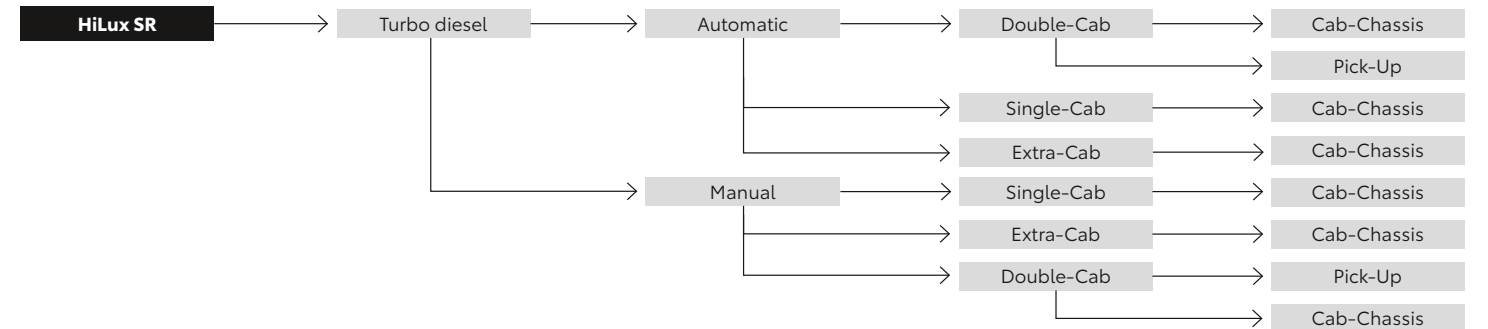 HiLux SR
Turbo diesel
Automatic
Double-Cab
Cab-Chassis
Pick-Up
Single-Cab
Cab-Chassis
Extra-Cab
Cab-Chassis
Manual
Single-Cab
Cab-Chassis
Extra-Cab
Cab-Chassis
Double-Cab
Pick-Up
Cab-Chassis